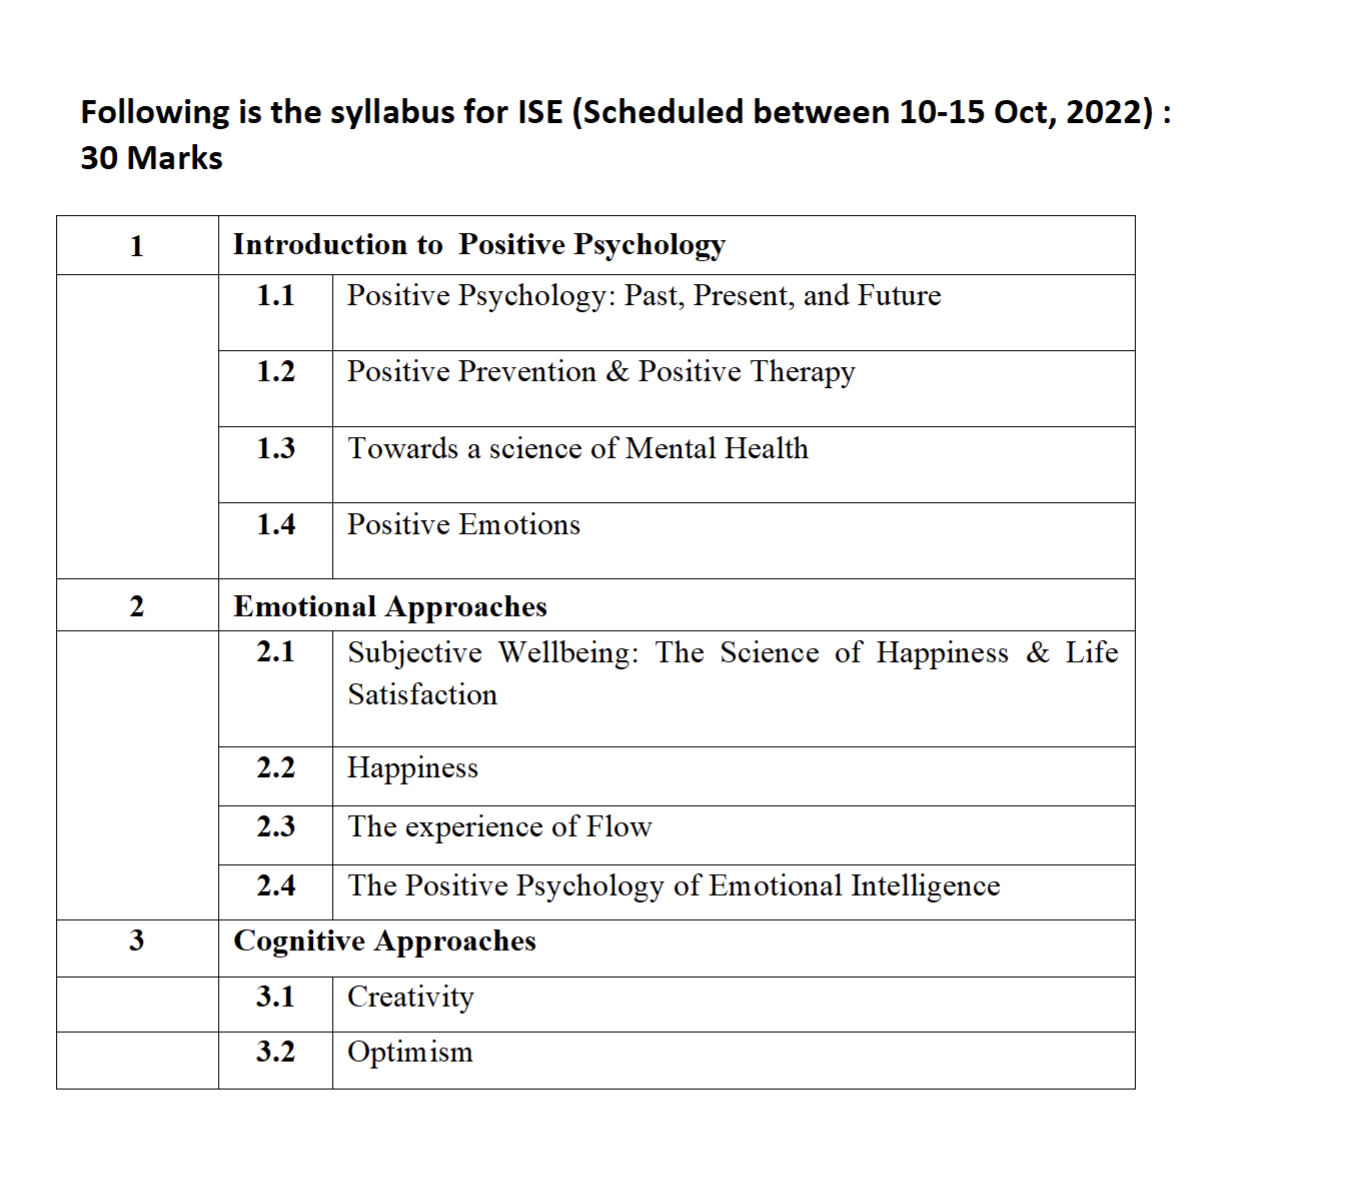 Following is the syllabus for ISE (Scheduled between 10-15 Oct, 2022) :
30 Marks
1 Introduction to Positive Psychology
1.1 Positive Psychology: Past, Present, and Future
1.2 Positive Prevention & Positive Therapy
1.3 Towards a science of Mental Health
1.4 Positive Emotions
2 Emotional Approaches
2.1 Subjective Wellbeing: The Science of Happiness & Life
Satisfaction
2.2 Happiness
2.3 The experience of Flow
2.4 The Positive Psychology of Emotional Intelligence
3 Cognitive Approaches
3.1 Creativity
3.2 Optimism